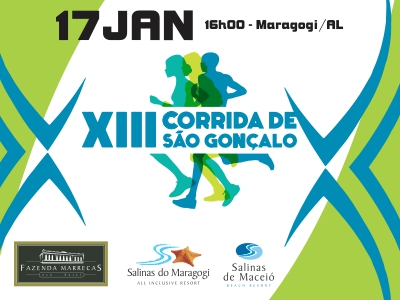 17JAN 16h00 - Maragogi/AL
XIII CORRIDA DE
SÃO GONÇALO
FAZENDA MARRECAS
Salinas do Maragogi
ALL INCLUSIVE RESORT
Salinas
de Maceió
BEACH RESORT